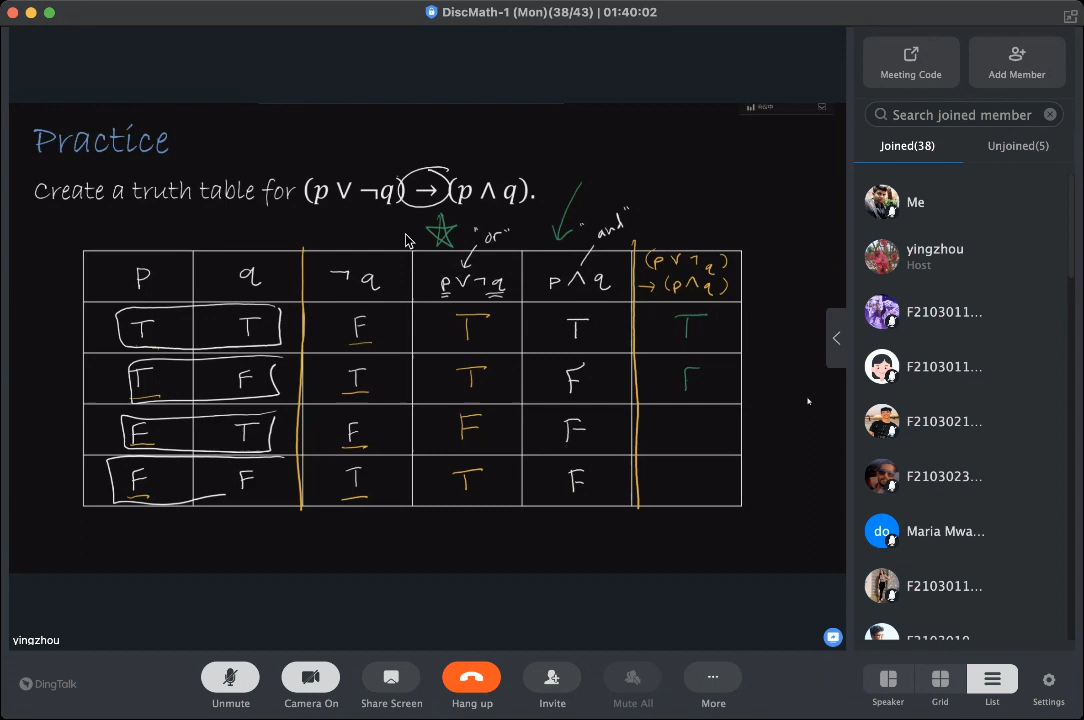 DiscMath-1 (Mon)(38/43) | 01:40:02
Practice
Create a truth table for (p ∨ ¬q) → (p ∧ q).
"or" "and"
p q ¬q p ∨ ¬q p ∧ q (p ∨ ¬q)
→ (p ∧ q)
T T F T T T
T F T T F F
F T F F F
F F T T F
yingzhou
Meeting Code Add Member
Search joined member
Joined(38) Unjoined(5)
Me
yingzhou
Host
F2103011...
F2103011...
F2103021...
F2103023...
do Maria Mwa...
F2103011...
DingTalk
Unmute Camera On Share Screen Hang up Invite Mute All More
Speaker Grid List Settings